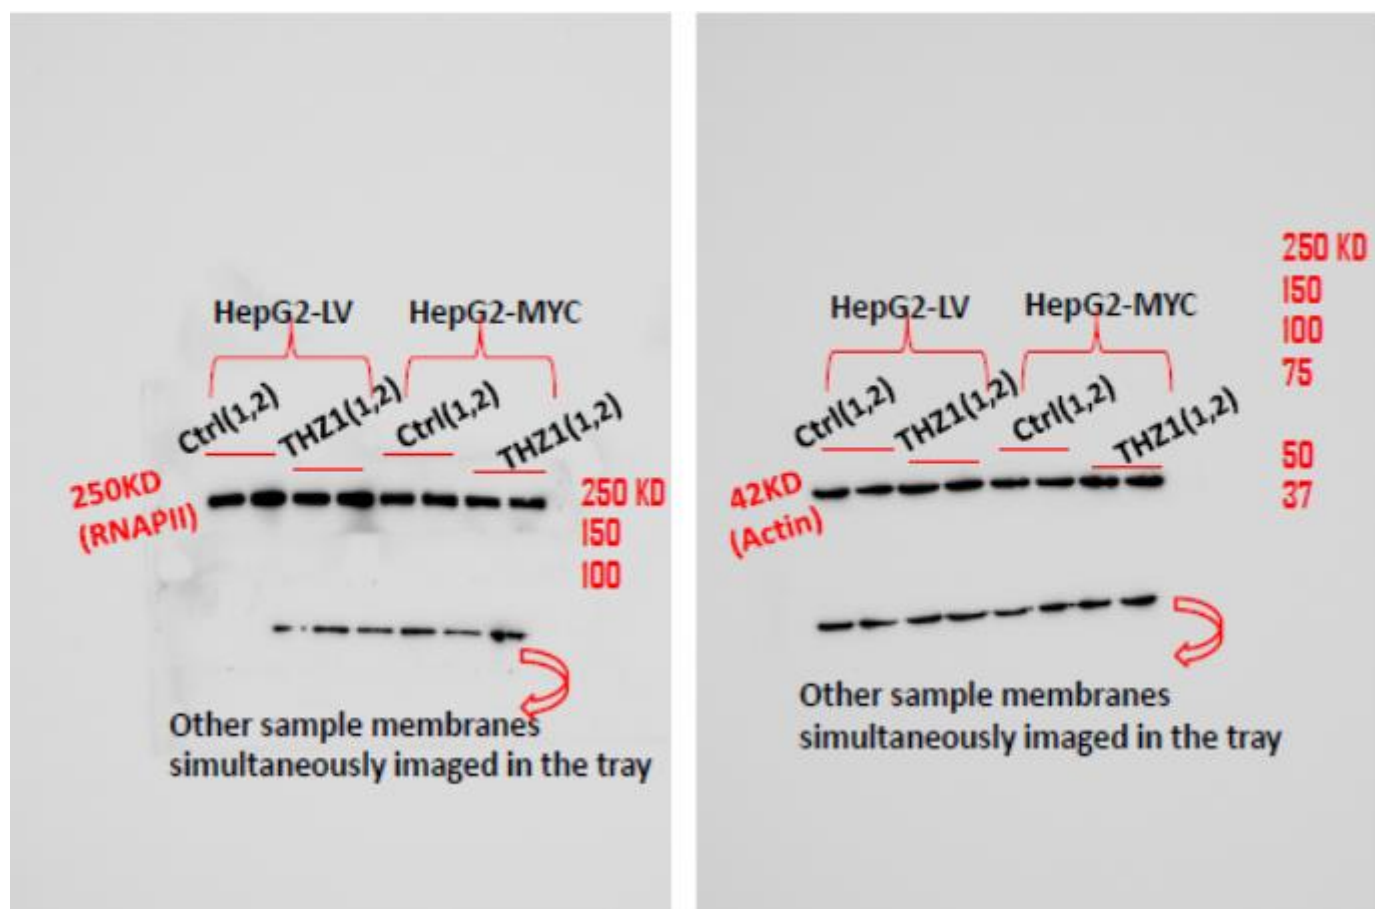 HepG2-LV
HepG2-MYC
Ctrl(1,2)
THZ1(1,2)
Ctrl(1,2)
THZ1(1,2)
250KD
(RNAPII)
250 KD
150
100
Other sample membranes
simultaneously imaged in the tray
HepG2-LV
HepG2-MYC
Ctrl(1,2)
THZ1(1,2)
Ctrl(1,2)
THZ1(1,2)
42KD
(Actin)
250 KD
150
100
75
50
37
Other sample membranes
simultaneously imaged in the tray